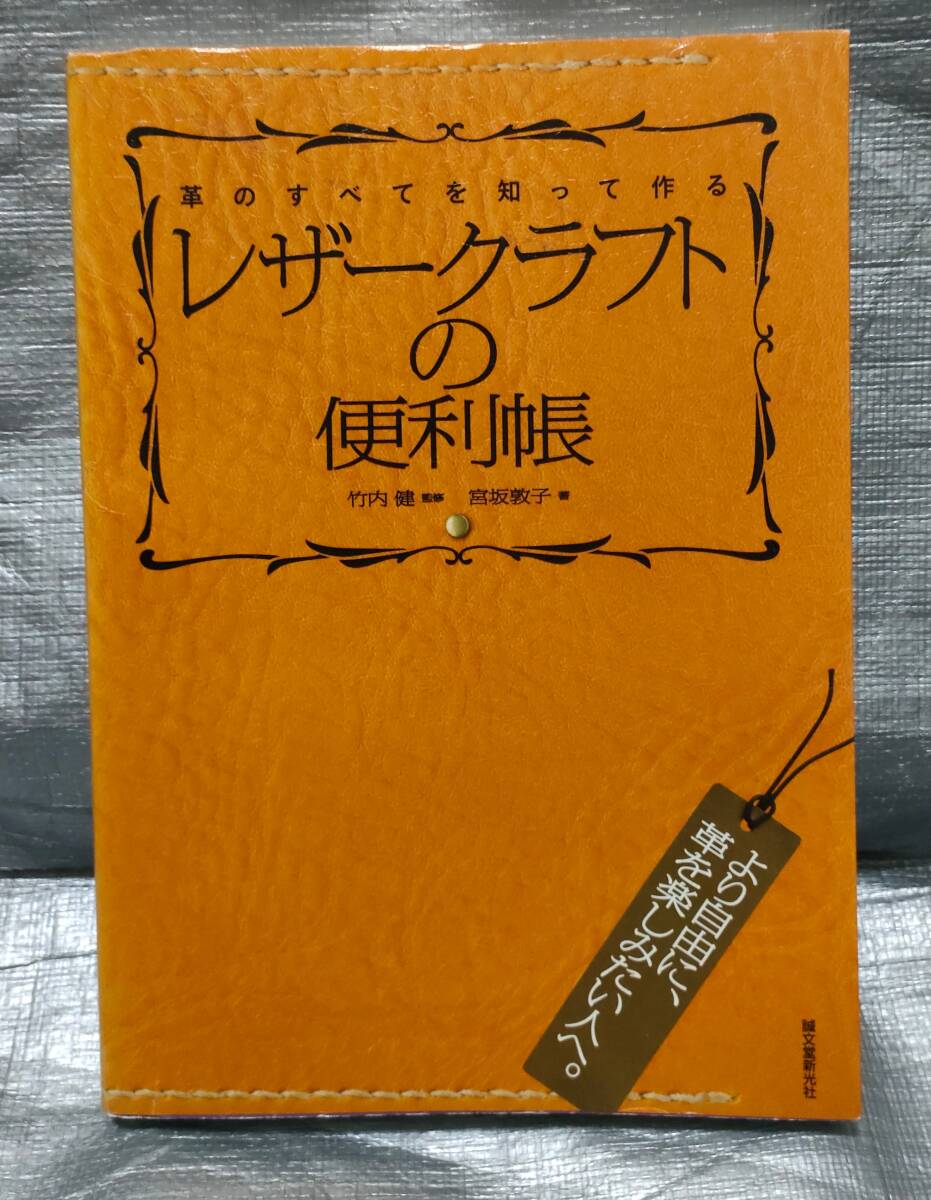 革のすべてを知って作る
レザークラフト
の
便利帳
竹内 健 監修　宮坂敦子 著
より自由に、
革を楽しみたい人へ。
誠文堂新光社